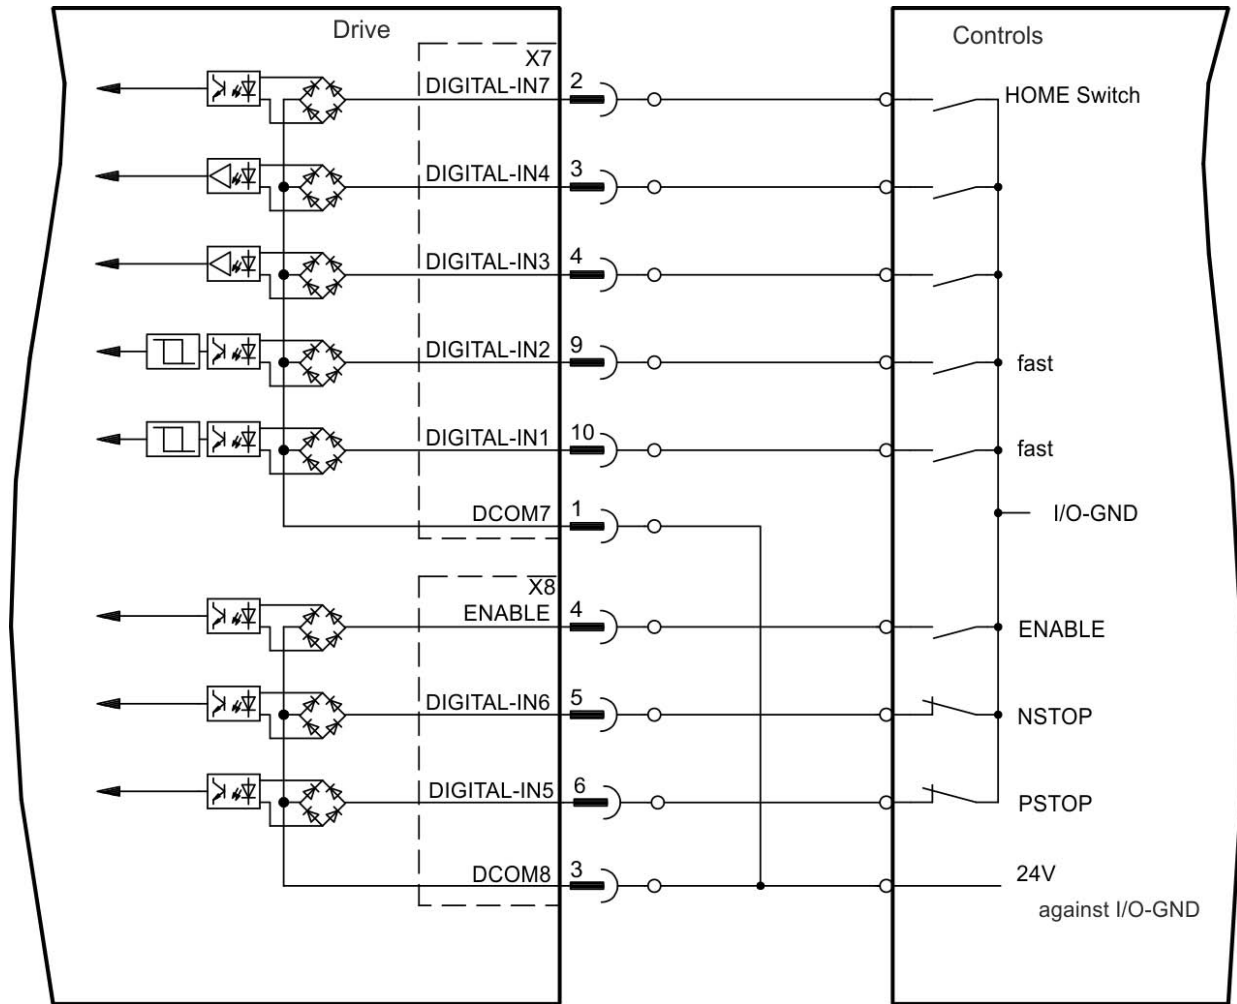 Drive
Controls
X7
DIGITAL-IN7 2
HOME Switch
DIGITAL-IN4 3
DIGITAL-IN3 4
DIGITAL-IN2 9
fast
DIGITAL-IN1 10
fast
DCOM7 1
I/O-GND
X8
ENABLE 4
ENABLE
DIGITAL-IN6 5
NSTOP
DIGITAL-IN5 6
PSTOP
DCOM8 3
24V
against I/O-GND